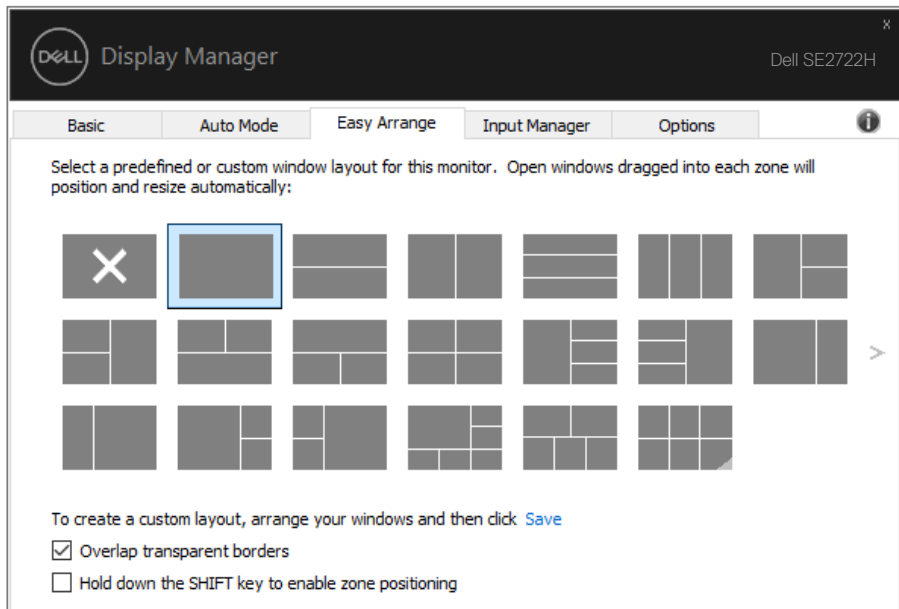 x
DELL Display Manager
Dell SE2722H
Basic Auto Mode Easy Arrange Input Manager Options
Select a predefined or custom window layout for this monitor. Open windows dragged into each zone will
position and resize automatically:
>
To create a custom layout, arrange your windows and then click Save
Overlap transparent borders
Hold down the SHIFT key to enable zone positioning